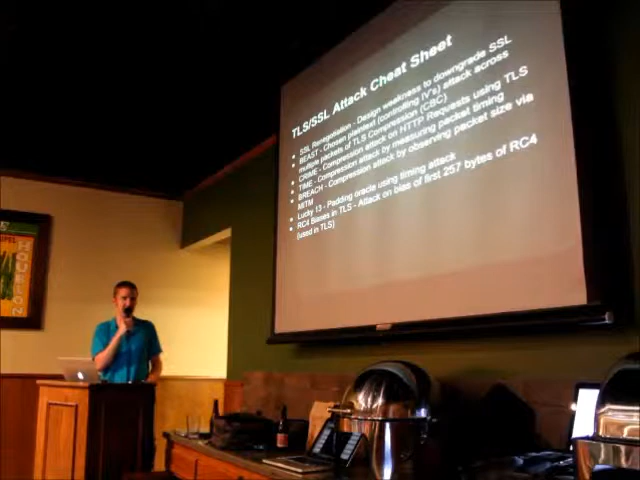 TLS/SSL Attack Cheat Sheet
SSL Renegotiation - Design weakness to downgrade SSL
BEAST - Chosen plaintext (controlling IV's) attack across
multiple packets of TLS Compression (CBC)
CRIME - Compression attack on HTTP Requests using TLS
TIME - Compression attack by measuring packet timing
BREACH - Compression attack by observing packet size via
MITM
Lucky 13 - Padding oracle using timing attack
RC4 Biases in TLS - Attack on bias of first 257 bytes of RC4
(used in TLS)
HOUBLON